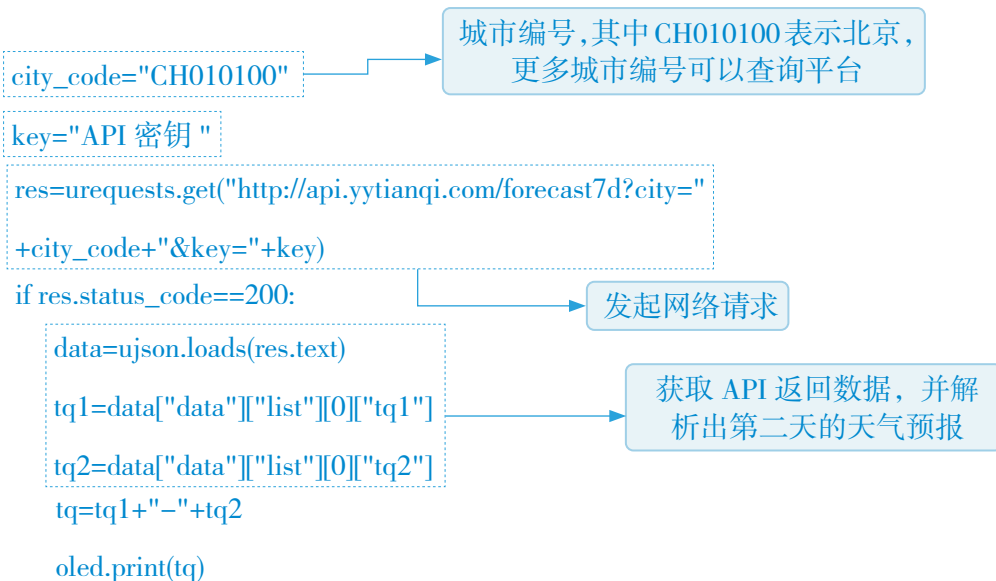 城市编号,其中CH010100表示北京,
更多城市编号可以查询平台
city_code="CH010100"
key="API 密钥 "
res=urequests.get("http://api.yytianqi.com/forecast7d?city="
+city_code+"&key="+key)
if res.status_code==200:
发起网络请求
data=ujson.loads(res.text)
tq1=data["data"]["list"][0]["tq1"]
tq2=data["data"]["list"][0]["tq2"]
获取 API 返回数据，并解
析出第二天的天气预报
tq=tq1+"-"+tq2
oled.print(tq)